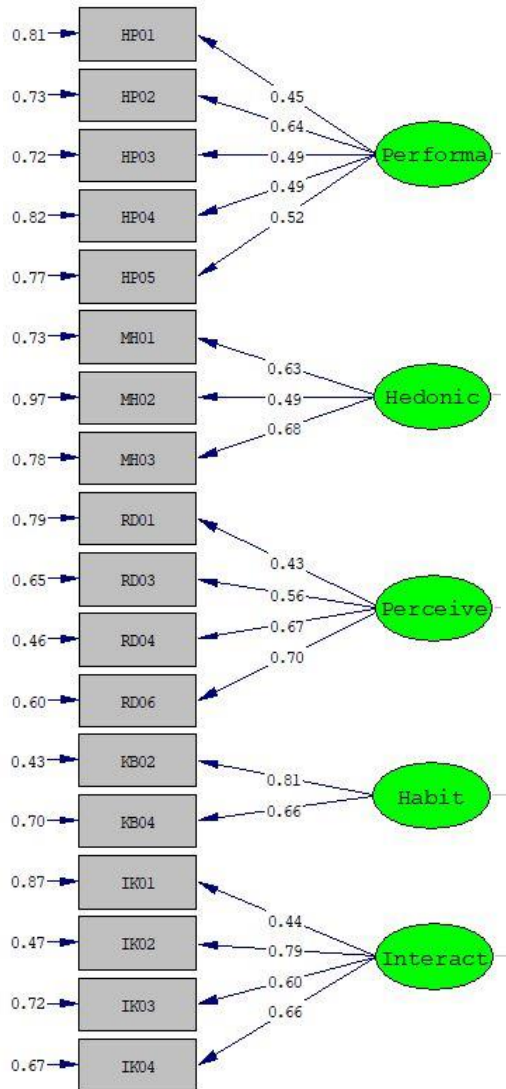 0.81 HP01
0.45
0.73 HP02
0.64
0.72 HP03 0.49 Performa
0.49
0.82 HP04
0.52
0.77 HP05
0.73 MH01
0.63
0.97 MH02 0.49 Hedonic
0.68
0.78 MH03
0.79 RD01
0.43
0.65 RD03
0.56 Perceive
0.46 RD04 0.67
0.70
0.60 RD06
0.43 KB02
0.81
Habit
0.66
0.70 KB04
0.87 IK01
0.44
0.47 IK02 0.79 Interact
0.60
0.72 IK03
0.66
0.67 IK04